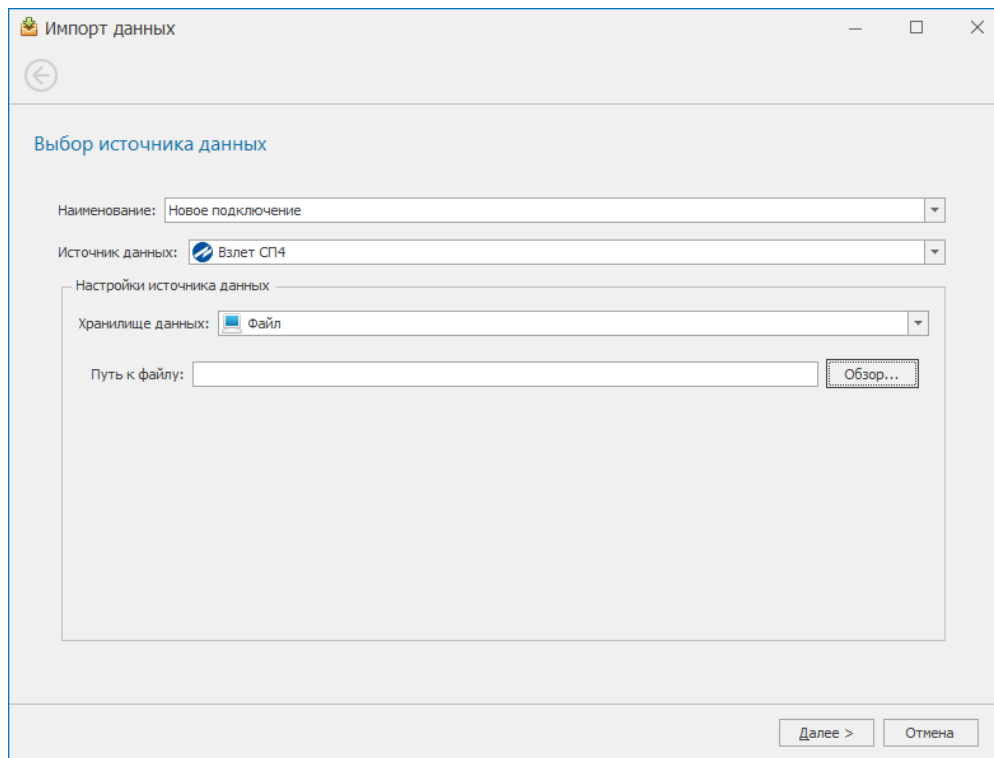 Импорт данных
Выбор источника данных
Наименование: Новое подключение
Источник данных: Взлет СП4
Настройки источника данных
Хранилище данных: Файл
Путь к файлу: Обзор...
Далее > Отмена